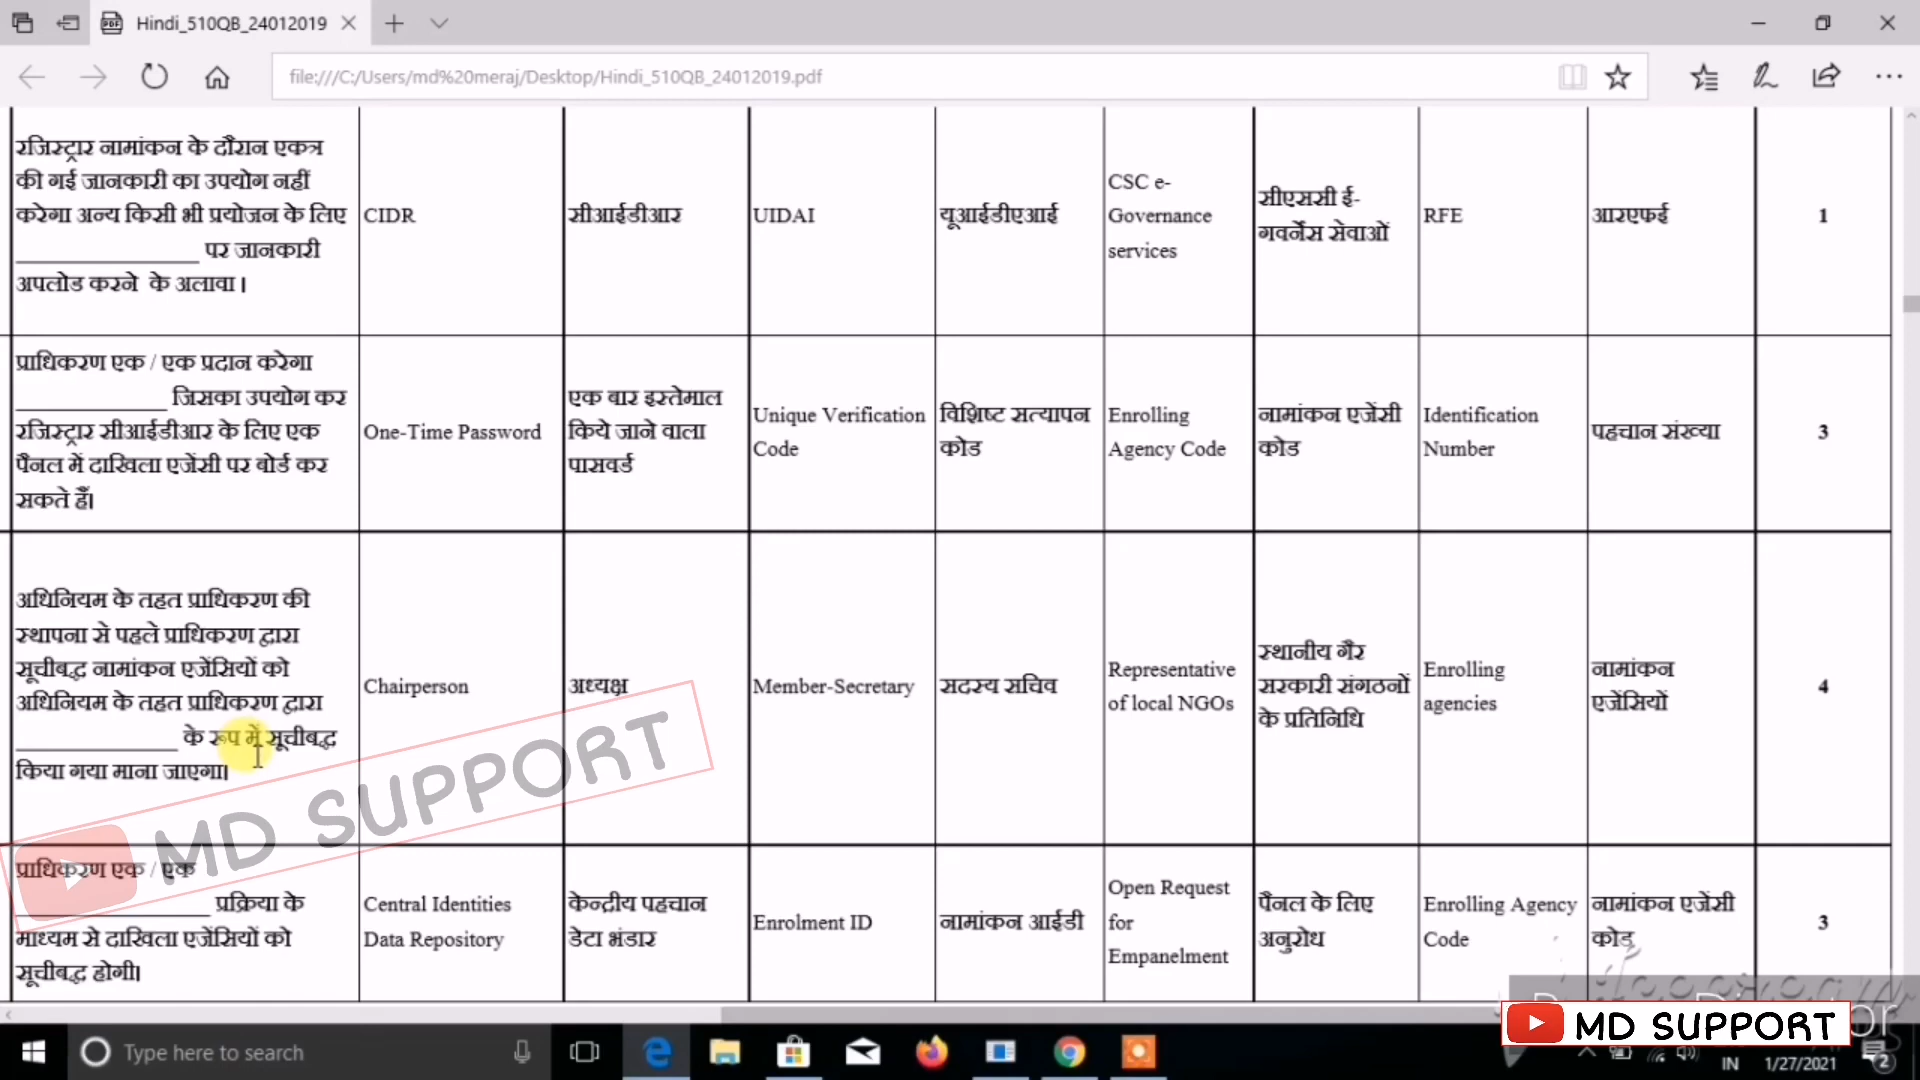 Hindi_510QB_24012019
file:///C:/Users/md%20meraj/Desktop/Hindi_510QB_24012019.pdf
रजिस्ट्रार नामांकन के दौरान एकत्र
की गई जानकारी का उपयोग नहीं
करेगा अन्य किसी भी प्रयोजन के लिए
_______________ पर जानकारी
अपलोड करने के अलावा ।
CIDR
सीआईडीआर
UIDAI
यूआईडीएआई
CSC e-
Governance
services
सीएससी ई-
गवर्नेंस सेवाओं
RFE
आरएफई
1
प्राधिकरण एक / एक प्रदान करेगा
_____________ जिसका उपयोग कर
रजिस्ट्रार सीआईडीआर के लिए एक
पैनल में दाखिला एजेंसी पर बोर्ड कर
सकते हैं।
One-Time Password
एक बार इस्तेमाल
किये जाने वाला
पासवर्ड
Unique Verification
Code
विशिष्ट सत्यापन
कोड
Enrolling
Agency Code
नामांकन एजेंसी
कोड
Identification
Number
पहचान संख्या
3
अधिनियम के तहत प्राधिकरण की
स्थापना से पहले प्राधिकरण द्वारा
सूचीबद्ध नामांकन एजेंसियों को
अधिनियम के तहत प्राधिकरण द्वारा
______________ के रूप में सूचीबद्ध
किया गया माना जाएगा।
Chairperson
अध्यक्ष
Member-Secretary
सदस्य सचिव
Representative
of local NGOs
स्थानीय गैर
सरकारी संगठनों
के प्रतिनिधि
Enrolling
agencies
नामांकन
एजेंसियों
4
MD SUPPORT
प्राधिकरण एक / एक
________________ प्रक्रिया के
माध्यम से दाखिला एजेंसियों को
सूचीबद्ध होगी।
Central Identities
Data Repository
केन्द्रीय पहचान
डेटा भंडार
Enrolment ID
नामांकन आईडी
Open Request
for
Empanelment
पैंनल के लिए
अनुरोध
Enrolling Agency
Code
नामांकन एजेंसी
कोड
3
MD SUPPORT
Type here to search
IN
1/27/2021
2